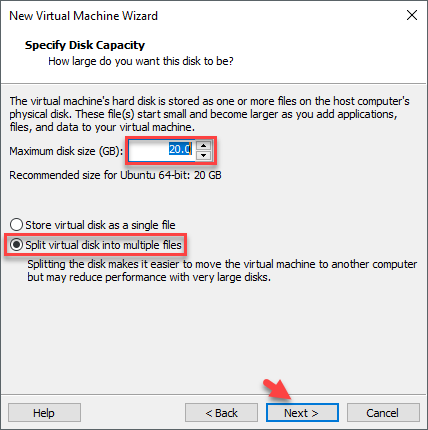 New Virtual Machine Wizard
Specify Disk Capacity
How large do you want this disk to be?
The virtual machine's hard disk is stored as one or more files on the host computer's
physical disk. These file(s) start small and become larger as you add applications,
files, and data to your virtual machine.
Maximum disk size (GB): 20.0
Recommended size for Ubuntu 64-bit: 20 GB
Store virtual disk as a single file
Split virtual disk into multiple files
Splitting the disk makes it easier to move the virtual machine to another computer
but may reduce performance with very large disks.
Help < Back Next > Cancel